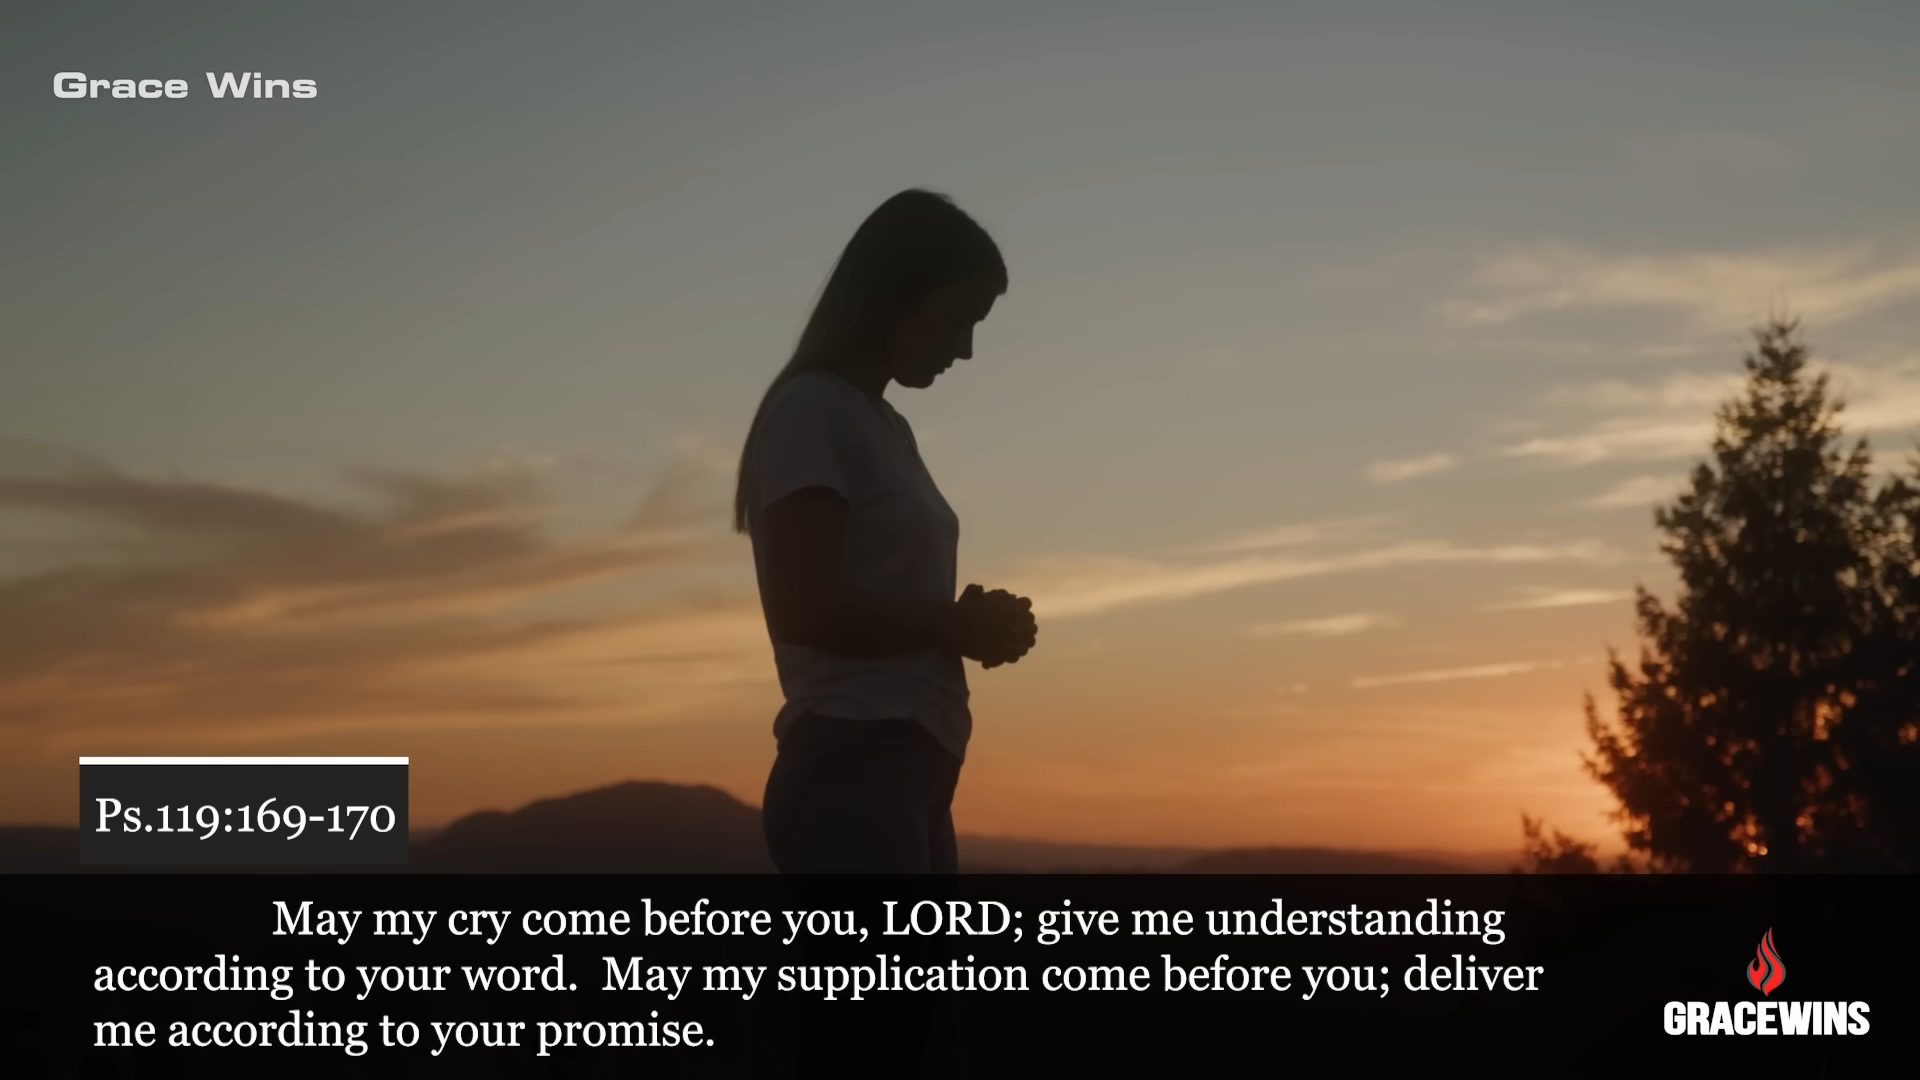 Grace Wins
Ps.119:169-170
May my cry come before you, LORD; give me understanding
according to your word.  May my supplication come before you; deliver
me according to your promise.
GRACEWINS